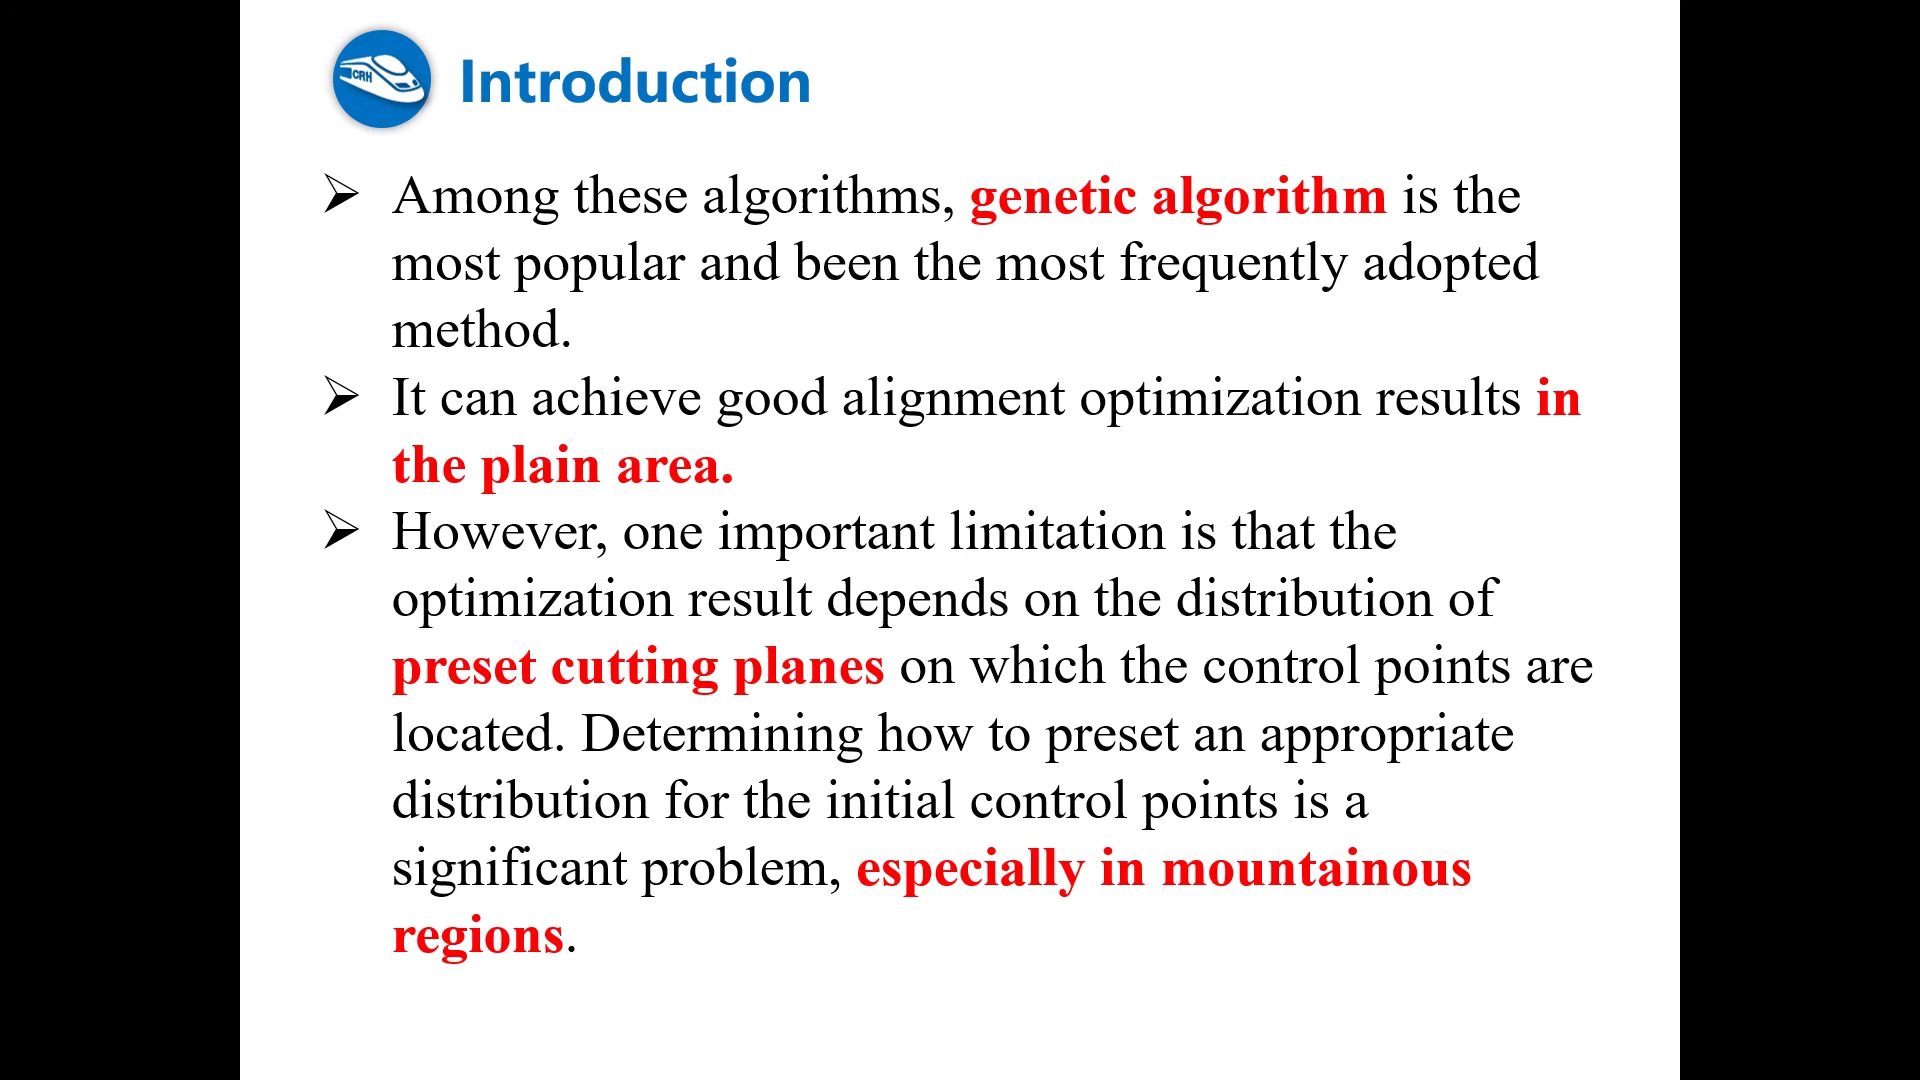 CRH
Introduction
Among these algorithms, genetic algorithm is the
most popular and been the most frequently adopted
method.
It can achieve good alignment optimization results in
the plain area.
However, one important limitation is that the
optimization result depends on the distribution of
preset cutting planes on which the control points are
located. Determining how to preset an appropriate
distribution for the initial control points is a
significant problem, especially in mountainous
regions.